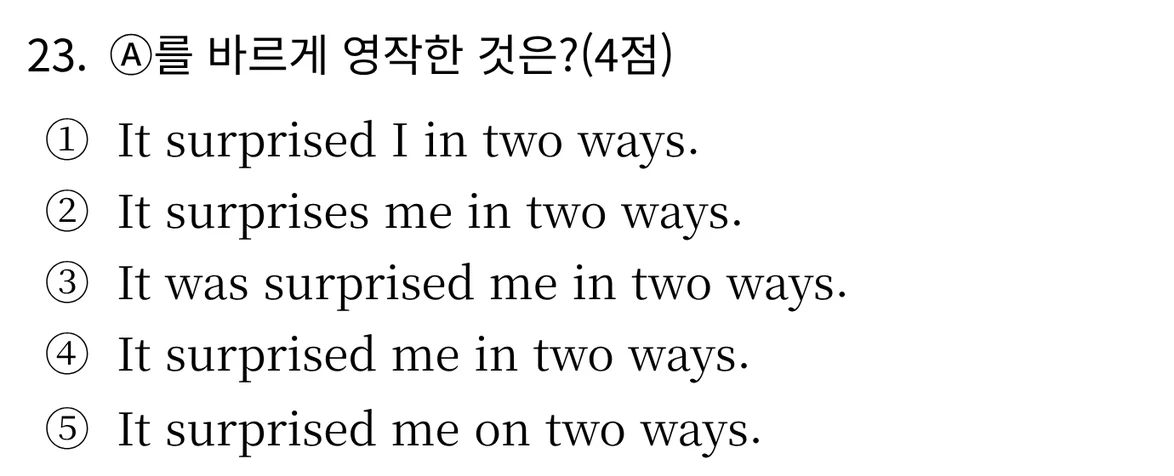 23. Ⓐ를 바르게 영작한 것은?(4점)
① It surprised I in two ways.
② It surprises me in two ways.
③ It was surprised me in two ways.
④ It surprised me in two ways.
⑤ It surprised me on two ways.